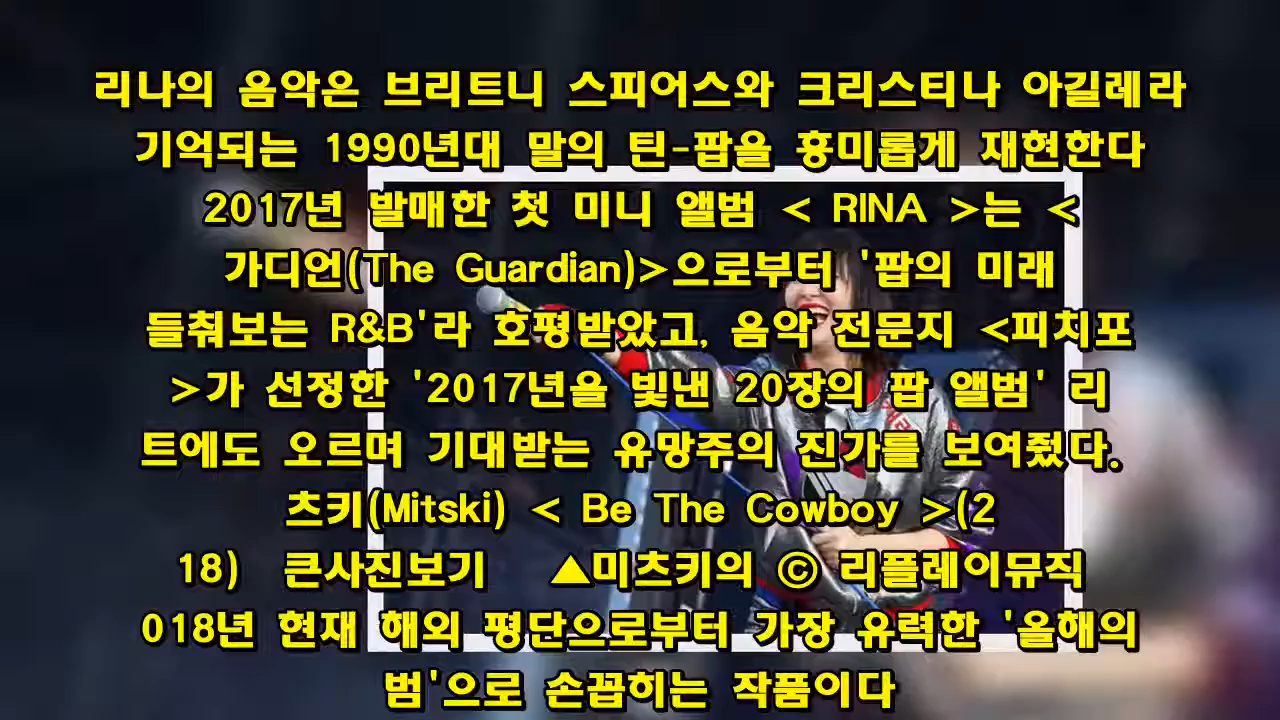 리나의 음악은 브리트니 스피어스와 크리스티나 아길레라
기억되는 1990년대 말의 틴-팝을 흥미롭게 재현한다
2017년 발매한 첫 미니 앨범 < RINA >는 <
가디언(The Guardian)>으로부터 '팝의 미래
들춰보는 R&B'라 호평받았고, 음악 전문지 <피치포
>가 선정한 '2017년을 빛낸 20장의 팝 앨범' 리
트에도 오르며 기대받는 유망주의 진가를 보여줬다.
츠키(Mitski) < Be The Cowboy >(2
18) 큰사진보기 ▲미츠키의 ⓒ 리플레이뮤직
018년 현재 해외 평단으로부터 가장 유력한 '올해의
범'으로 손꼽히는 작품이다